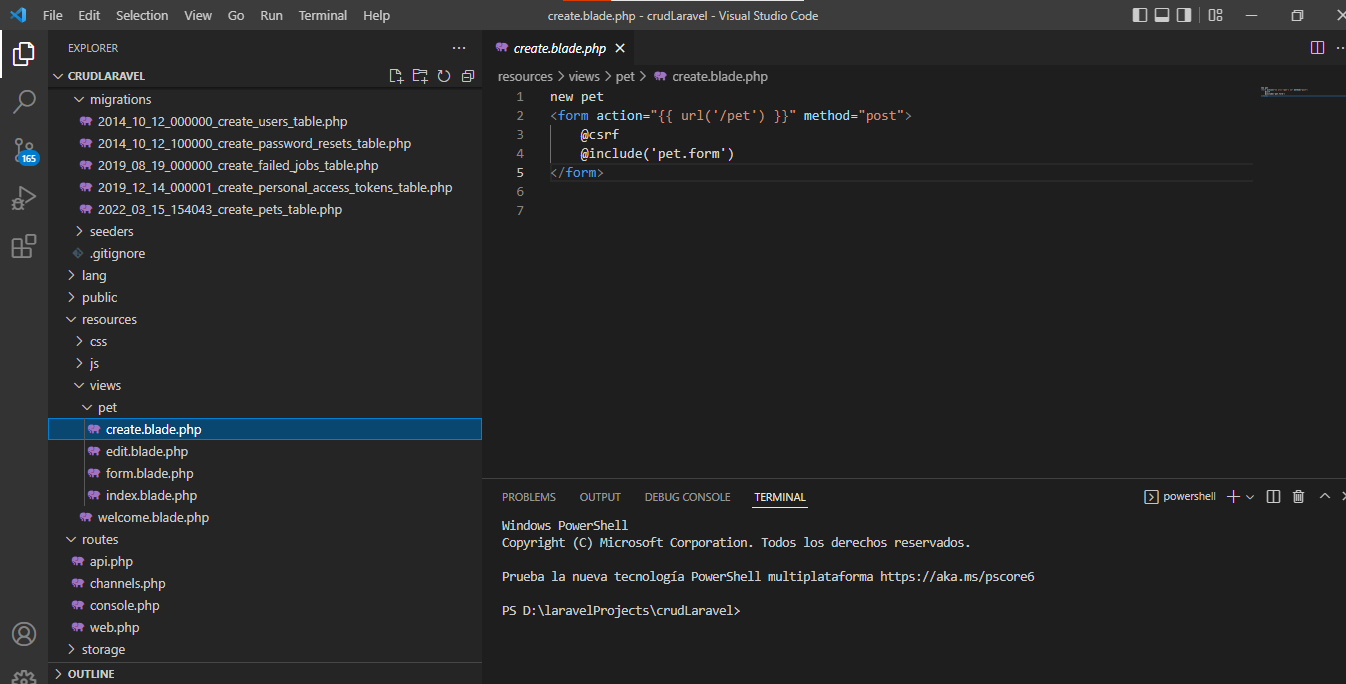 File Edit Selection View Go Run Terminal Help
create.blade.php - crudLaravel - Visual Studio Code
EXPLORER
CRUDLARAVEL
migrations
2014_10_12_000000_create_users_table.php
2014_10_12_100000_create_password_resets_table.php
2019_08_19_000000_create_failed_jobs_table.php
2019_12_14_000001_create_personal_access_tokens_table.php
2022_03_15_154043_create_pets_table.php
seeders
.gitignore
lang
public
resources
css
js
views
pet
create.blade.php
edit.blade.php
form.blade.php
index.blade.php
welcome.blade.php
routes
api.php
channels.php
console.php
web.php
storage
OUTLINE
165
create.blade.php
resources > views > pet > create.blade.php
1 new pet
2 <form action="{{ url('/pet') }}" method="post">
3 @csrf
4 @include('pet.form')
5 </form>
6
7
PROBLEMS OUTPUT DEBUG CONSOLE TERMINAL
powershell
Windows PowerShell
Copyright (C) Microsoft Corporation. Todos los derechos reservados.
Prueba la nueva tecnología PowerShell multiplataforma https://aka.ms/pscore6
PS D:\laravelProjects\crudLaravel>